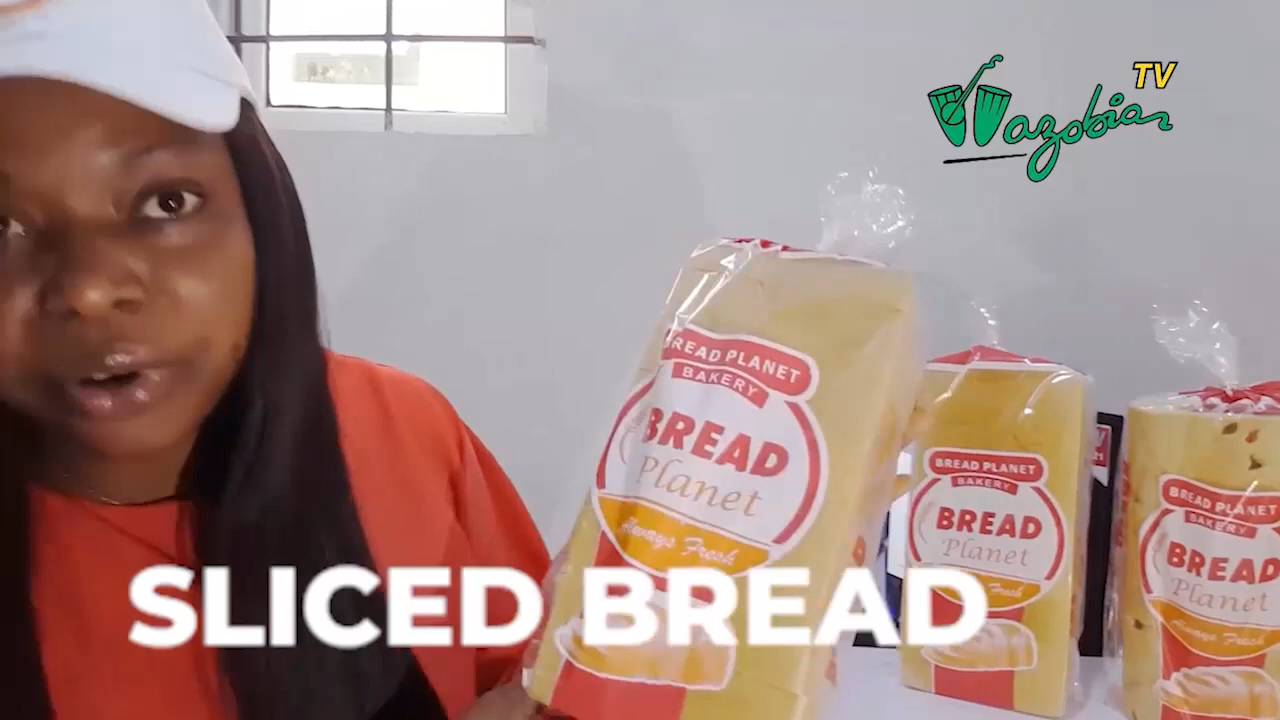 TV
Wazobia
BREAD PLANET
BAKERY
BREAD
Planet
Always Fresh
BREAD PLANET
BAKERY
BREAD
Planet
Fresh
BREAD PLANET
BAKERY
BREAD
Planet
Always Fresh
SLICED BREAD